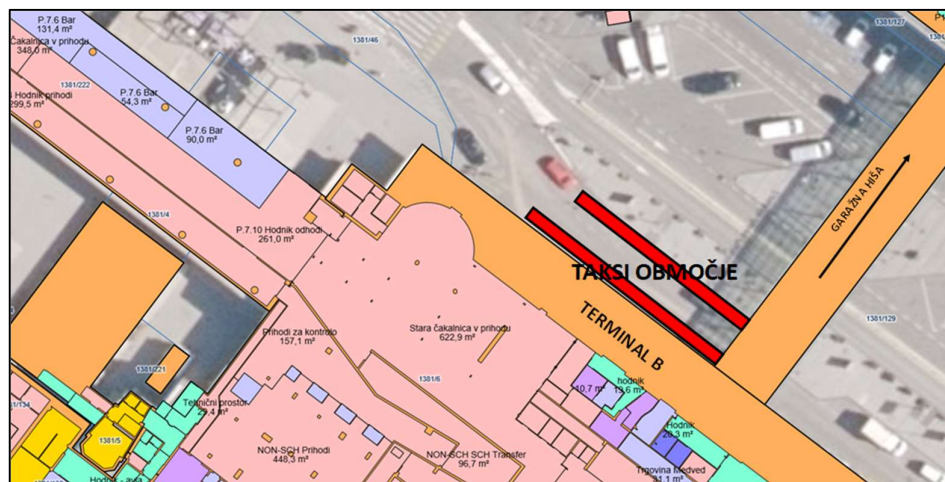 P.7.6 Bar
131,4 m²
Čakalnica v prihodu
348,0 m²
1381/222
Hodnik prihodi
299,5 m²
P.7.6 Bar
54,3 m²
P.7.6 Bar
90,0 m²
1381/46
1381/127
1381/4
P.7.10 Hodnik odhodi
261,0 m²
GARAŽNA HIŠA
TAKSI OBMOČJE
TERMINAL B
1381/129
Prihodi za kontrolo
157,1 m²
Stara čakalnica v prihodu
622,9 m²
1381/6
1381/221
1381/5
Tehnični prostor
NON-SCH Prihodi
448,3 m²
NON-SCH SCH Transfer
96,7 m²
10,7 m²
hodnik
19,6 m²
Hodnik
20,3 m²
Trgovina Medved
31,1 m²
Hodnik - avla